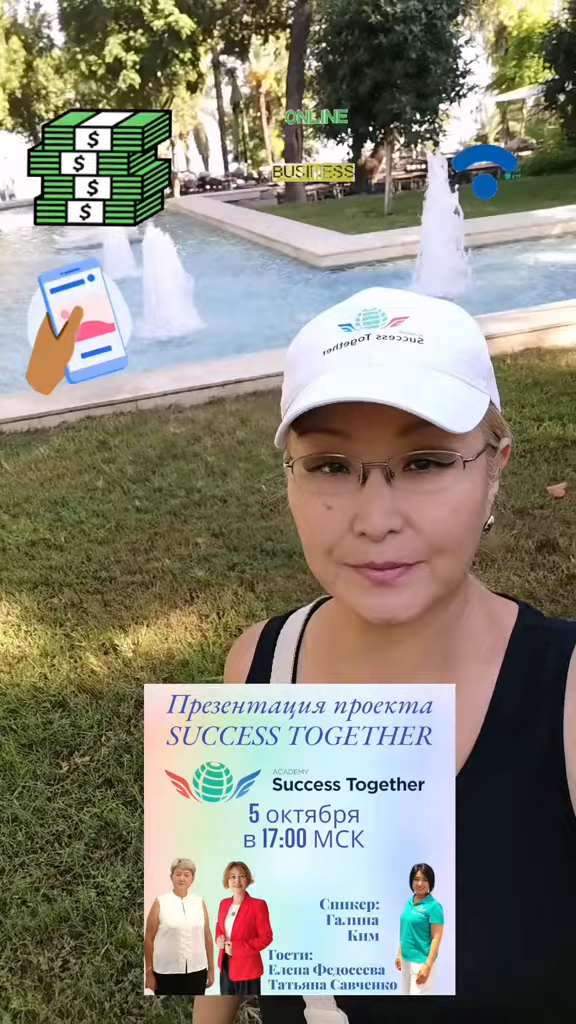 ONLINE
BUSINESS
Success Together
Презентация проекта
SUCCESS TOGETHER
ACADEMY
Success Together
5 октября
в 17:00 МСК
Спикер:
Галина
Ким
Гости:
Елена Федосеева
Татьяна Савченко